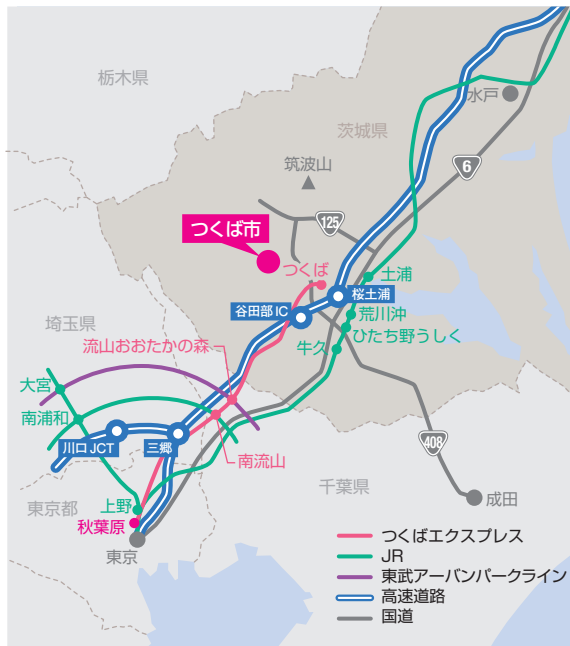 栃木県
水戸
茨城県
筑波山
6
125
つくば市
つくば
土浦
桜土浦
谷田部IC
荒川沖
ひたち野うしく
牛久
埼玉県
流山おおたかの森
大宮
南浦和
川口JCT
三郷
南流山
408
千葉県
成田
東京都
上野
秋葉原
東京
つくばエクスプレス
JR
東武アーバンパークライン
高速道路
国道